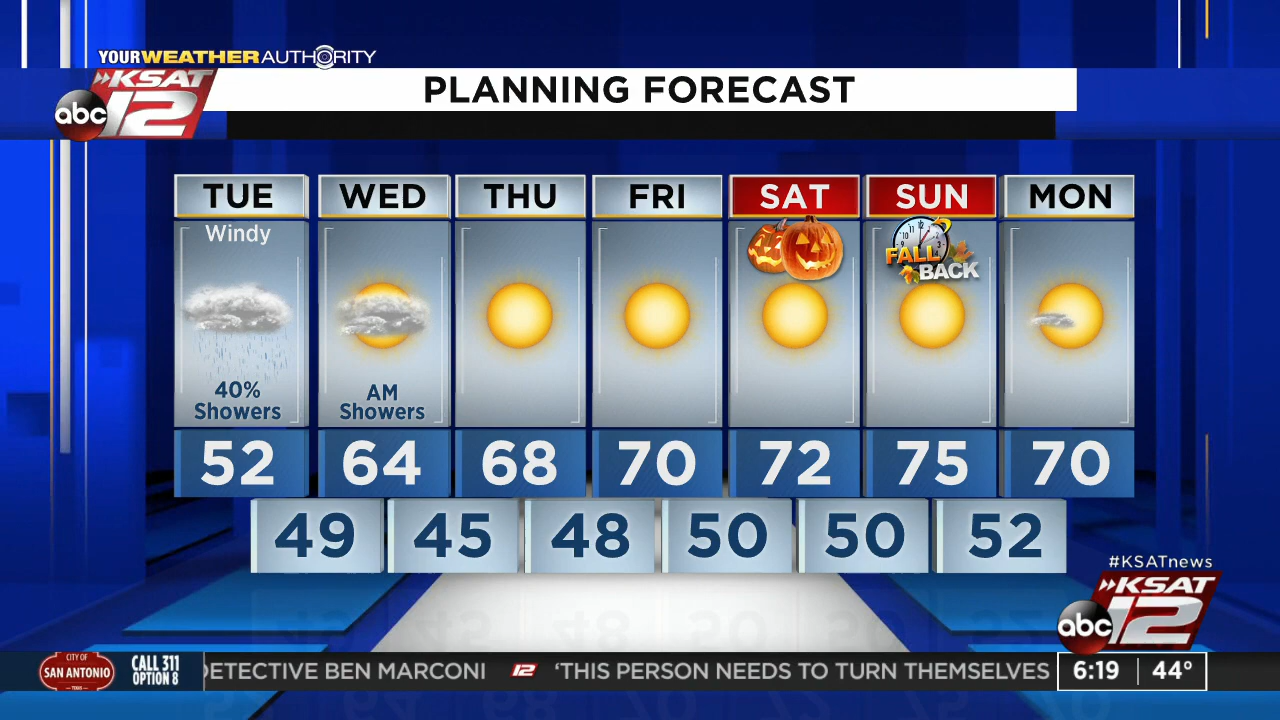 YOURWEATHERAUTHORITY
KSAT
abc 12
PLANNING FORECAST
TUE WED THU FRI SAT SUN MON
Windy
FALL
BACK
40%
Showers
AM
Showers
52 64 68 70 72 75 70
49 45 48 50 50 52
#KSATnews
KSAT
abc 12
CITY OF
SAN ANTONIO
TEXAS
CALL 311
OPTION 8
DETECTIVE BEN MARCONI 12 ‘THIS PERSON NEEDS TO TURN THEMSELVES
6:19 44°